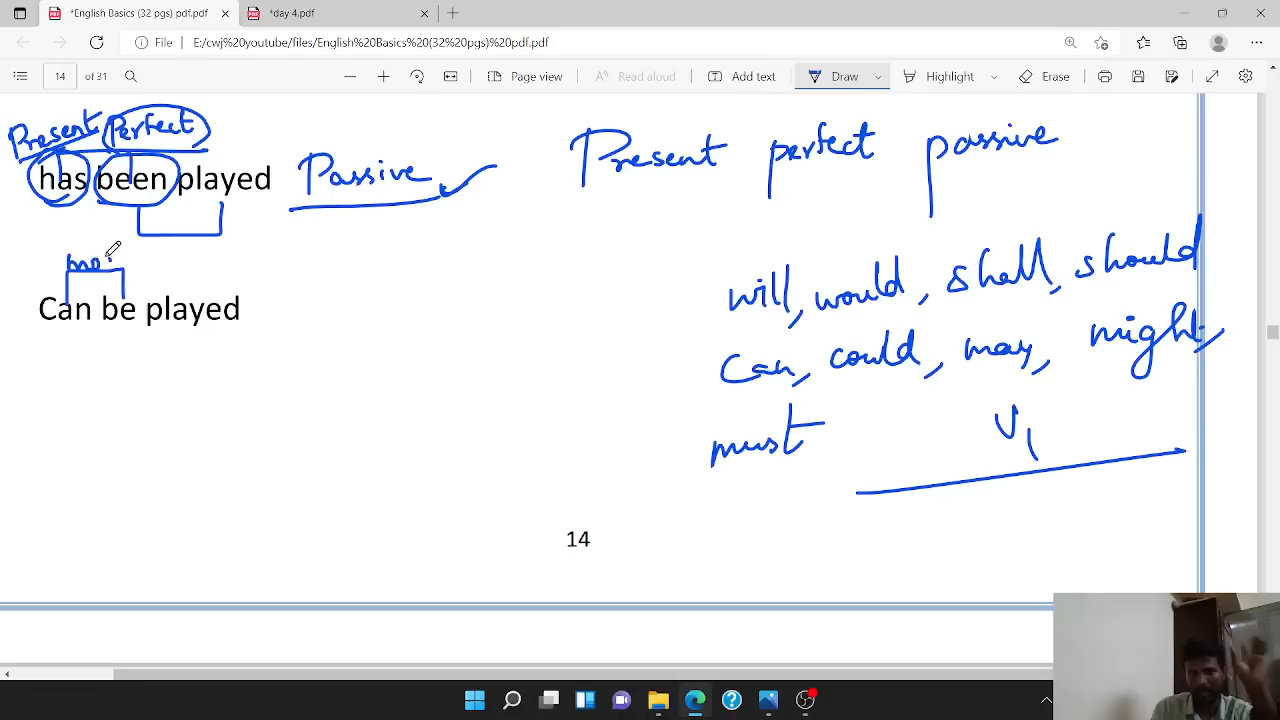 *English Basics (32 pgs) pdf.pdf
*day 4.pdf
File
E:/cwj%20youtube/files/English%20Basics%20(32%20pgs)%20pdf.pdf
14 of 31
Page view
Read aloud
Add text
Draw
Highlight
Erase
Present Perfect
has been played Passive
Present perfect passive
mo
Can be played
will, would, shall, should
can, could, may, might,
must V1
14